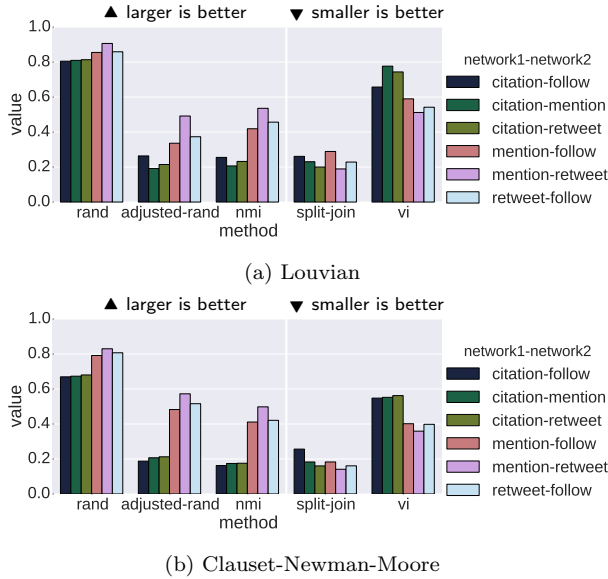 ▲ larger is better ▼ smaller is better
1.0
0.8
0.6
0.4
0.2
0.0
value
rand adjusted-rand nmi split-join vi
method
network1-network2
citation-follow
citation-mention
citation-retweet
mention-follow
mention-retweet
retweet-follow
(a) Louvian
▲ larger is better ▼ smaller is better
1.0
0.8
0.6
0.4
0.2
0.0
value
rand adjusted-rand nmi split-join vi
method
network1-network2
citation-follow
citation-mention
citation-retweet
mention-follow
mention-retweet
retweet-follow
(b) Clauset-Newman-Moore